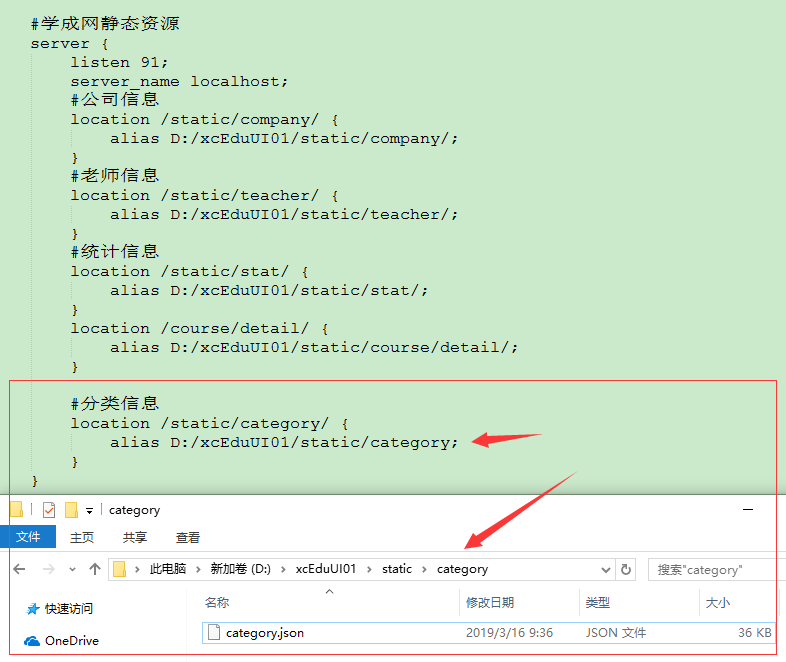 #学成网静态资源
server {
listen 91;
server_name localhost;
#公司信息
location /static/company/ {
alias D:/xcEduUI01/static/company/;
}
#老师信息
location /static/teacher/ {
alias D:/xcEduUI01/static/teacher/;
}
#统计信息
location /static/stat/ {
alias D:/xcEduUI01/static/stat/;
}
location /course/detail/ {
alias D:/xcEduUI01/static/course/detail/;
}
#分类信息
location /static/category/ {
alias D:/xcEduUI01/static/category;
}
}
category
文件 主页 共享 查看
此电脑 › 新加卷 (D:) › xcEduUI01 › static › category 搜索"category"
名称 修改日期 类型 大小
快速访问
category.json 2019/3/16 9:36 JSON 文件 36 KB
OneDrive